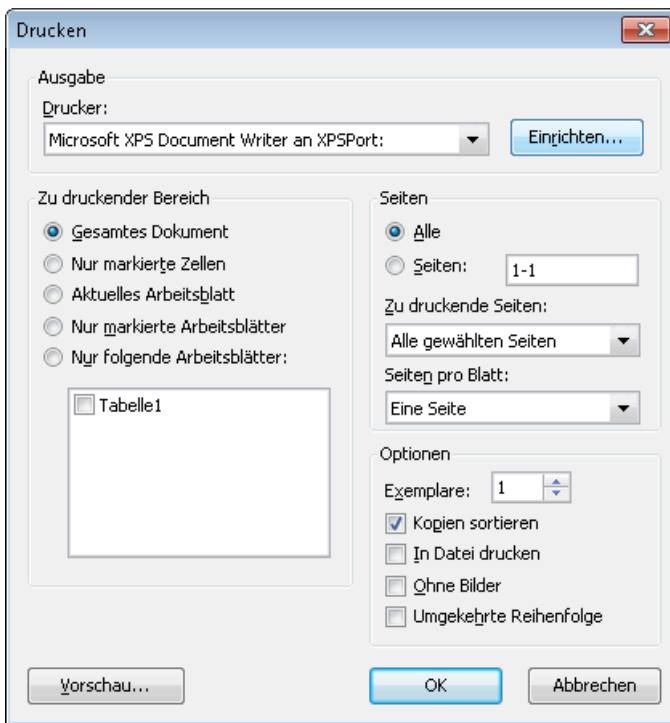 Drucken
Ausgabe
Drucker:
Microsoft XPS Document Writer an XPSPort:
Einrichten...
Zu druckender Bereich
Gesamtes Dokument
Nur markierte Zellen
Aktuelles Arbeitsblatt
Nur markierte Arbeitsblätter
Nur folgende Arbeitsblätter:
Tabelle1
Seiten
Alle
Seiten: 1-1
Zu druckende Seiten:
Alle gewählten Seiten
Seiten pro Blatt:
Eine Seite
Optionen
Exemplare: 1
Kopien sortieren
In Datei drucken
Ohne Bilder
Umgekehrte Reihenfolge
Vorschau...
OK
Abbrechen